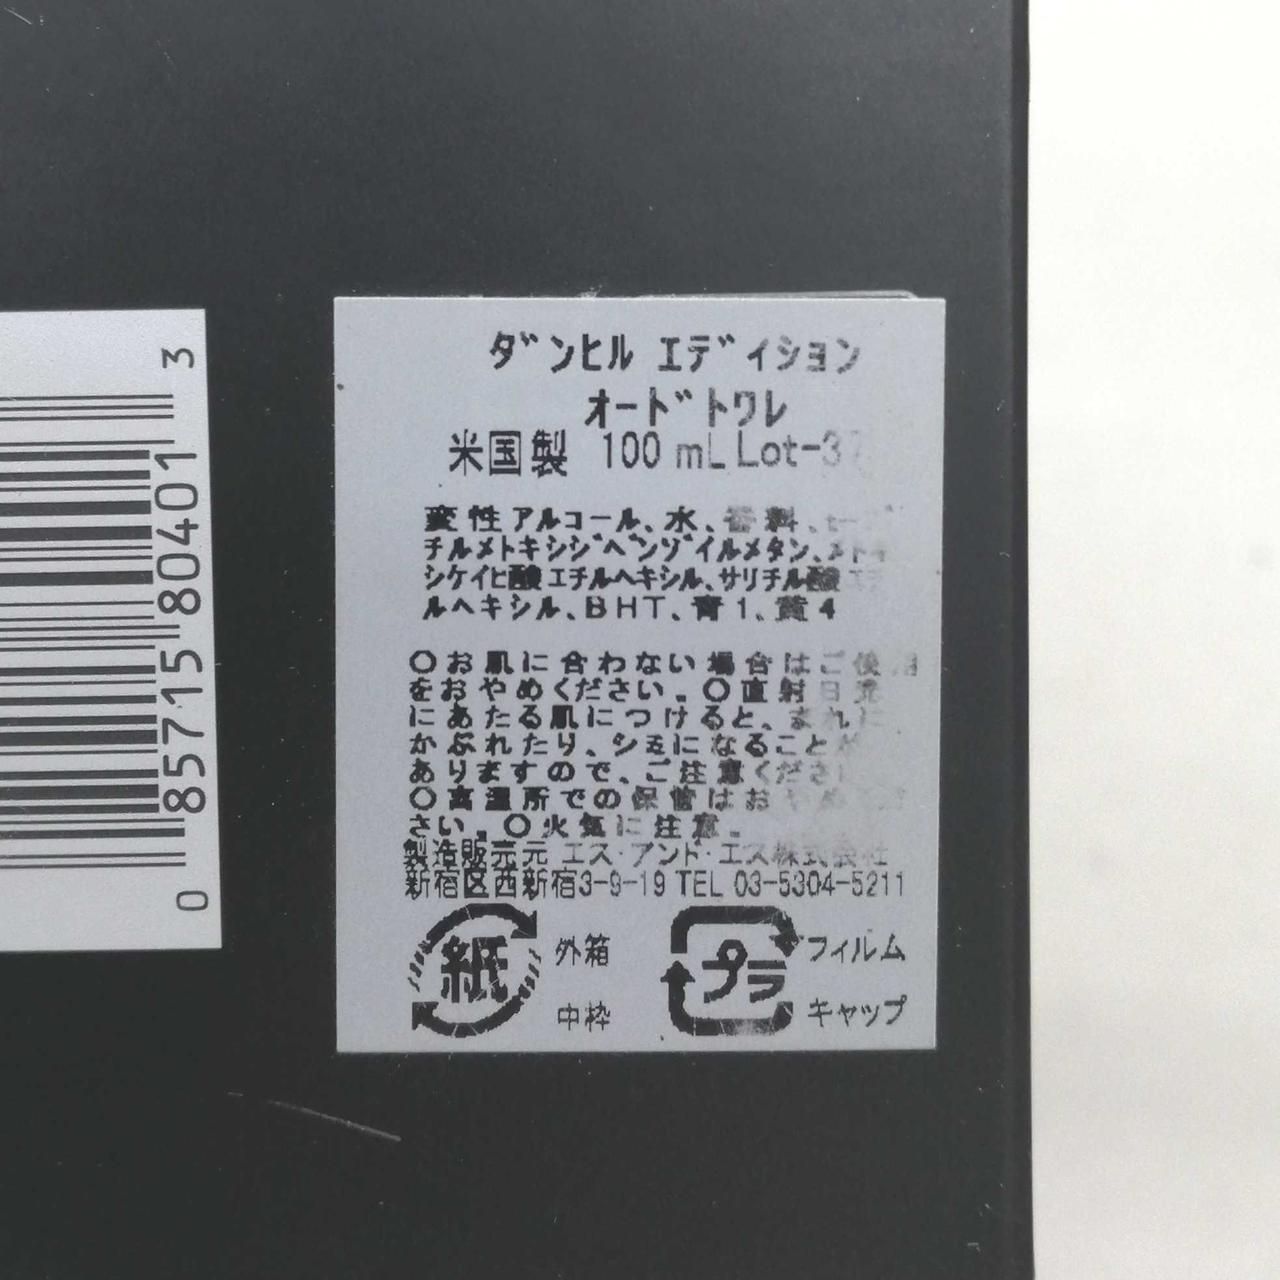 0 85715 80401 3
ダンヒル エディション
オードトワレ
米国製 100 mL Lot-3
変性アルコール、水、香料、
チルメトキシジベンゾイルメタン、メトキ
シケイヒ酸エチルヘキシル、サリチル酸エチ
ルヘキシル、BHT、青1、黄4
○お肌に合わない場合はご使用
をおやめください。○直射日光
にあたる肌につけると、まれに
かぶれたり、シミになることが
ありますので、ご注意ください
○高温所での保管はおやめ
さい。○火気に注意。
製造販売元 エス・アンド・エス株式会社
新宿区西新宿3-9-19 TEL 03-5304-5211
紙 外箱 プラ フィルム
中枠 キャップ